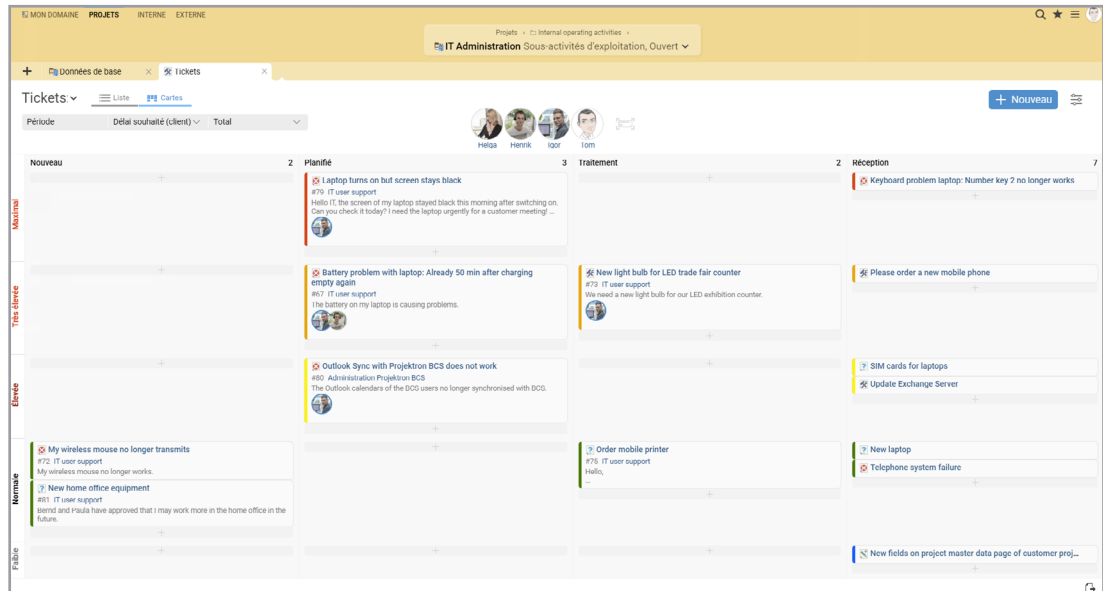 MON DOMAINE PROJETS INTERNE EXTERNE
Projets › Internal operating activities ›
IT Administration Sous-activités d'exploitation, Ouvert
+ Données de base × Tickets ×
Tickets: Liste Cartes
+ Nouveau
Période Délai souhaité (client) Total
Helga Henrik Igor Tom
Nouveau 2 Planifié 3 Traitement 2 Réception 7
Maximal
Laptop turns on but screen stays black
#79 IT user support
Hello IT, the screen of my laptop stayed black this morning after switching on.
Can you check it today? I need the laptop urgently for a customer meeting! ...
Keyboard problem laptop: Number key 2 no longer works
Très élevée
Battery problem with laptop: Already 50 min after charging
empty again
#67 IT user support
The battery on my laptop is causing problems.
New light bulb for LED trade fair counter
#73 IT user support
We need a new light bulb for our LED exhibition counter.
Please order a new mobile phone
Élevée
Outlook Sync with Projektron BCS does not work
#80 Administration Projektron BCS
The Outlook calendars of the BCS users no longer synchronised with BCS.
SIM cards for laptops
Update Exchange Server
Normale
My wireless mouse no longer transmits
#72 IT user support
My wireless mouse no longer works.
New home office equipment
#81 IT user support
Bernd and Paula have approved that I may work more in the home office in the
future.
Order mobile printer
#75 IT user support
Hello,
...
New laptop
Telephone system failure
Faible
New fields on project master data page of customer proj...